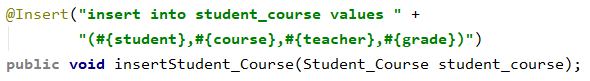 @Insert("insert into student_course values " +
"(#{student},#{course},#{teacher},#{grade})")
public void insertStudent_Course(Student_Course student_course);